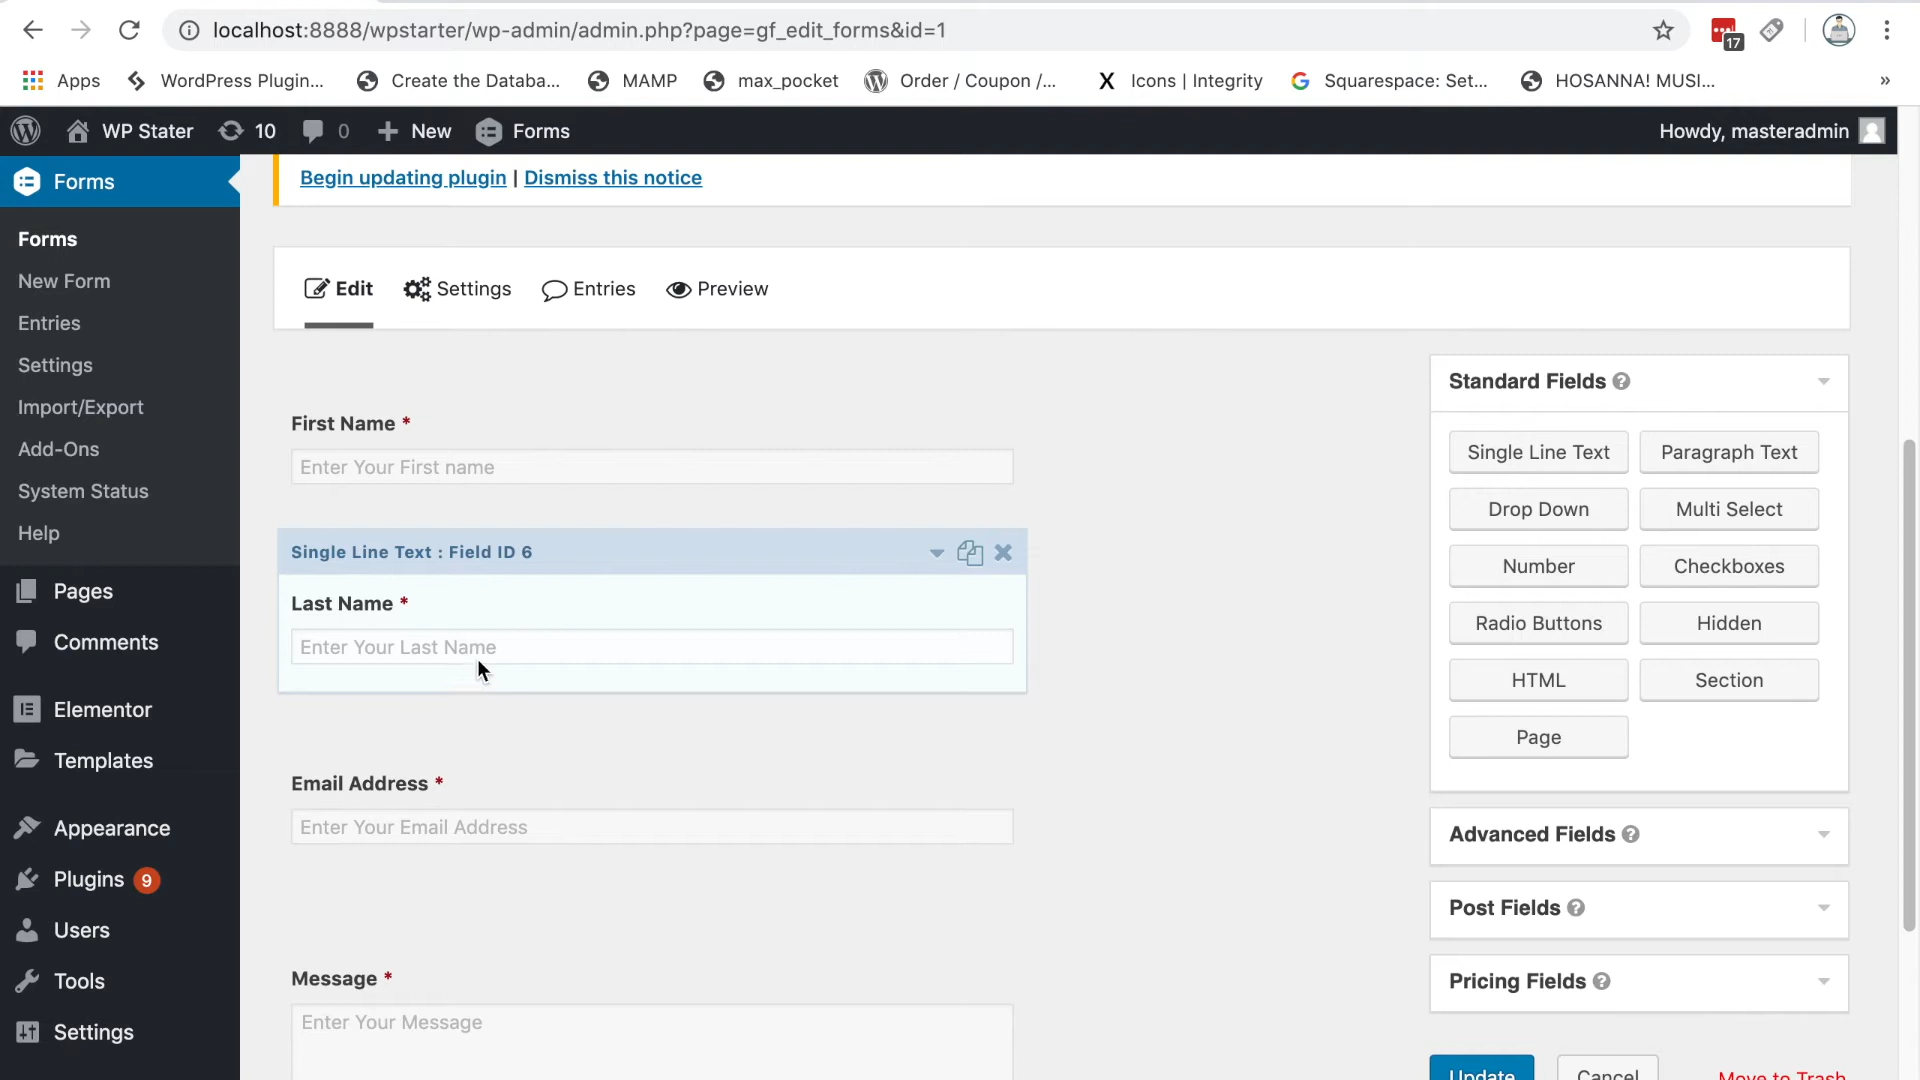 localhost:8888/wpstarter/wp-admin/admin.php?page=gf_edit_forms&id=1
17
Apps
WordPress Plugin...
Create the Databa...
MAMP
max_pocket
Order / Coupon /...
X
Icons | Integrity
Squarespace: Set...
HOSANNA! MUSI...
»
WP Stater
10
0
New
Forms
Howdy, masteradmin
Forms
Forms
New Form
Entries
Settings
Import/Export
Add-Ons
System Status
Help
Pages
Comments
Elementor
Templates
Appearance
Plugins 9
Users
Tools
Settings
Begin updating plugin | Dismiss this notice
Edit
Settings
Entries
Preview
First Name *
Enter Your First name
Single Line Text : Field ID 6
Last Name *
Enter Your Last Name
Email Address *
Enter Your Email Address
Message *
Enter Your Message
Standard Fields
Single Line Text
Paragraph Text
Drop Down
Multi Select
Number
Checkboxes
Radio Buttons
Hidden
HTML
Section
Page
Advanced Fields
Post Fields
Pricing Fields
Update
Cancel
Move to Trash